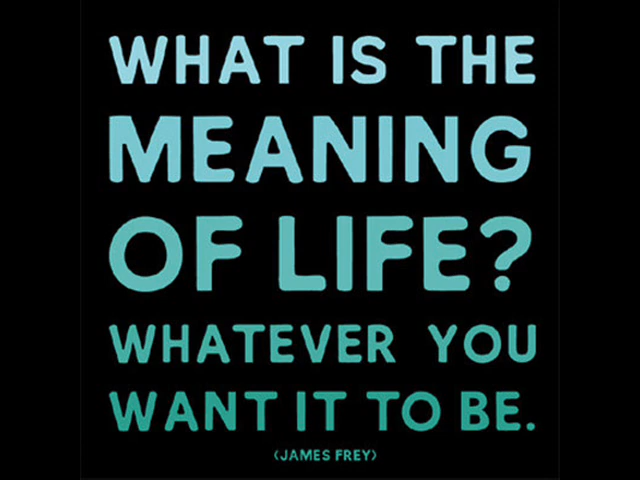 WHAT IS THE
MEANING
OF LIFE?
WHATEVER YOU
WANT IT TO BE.
(JAMES FREY)